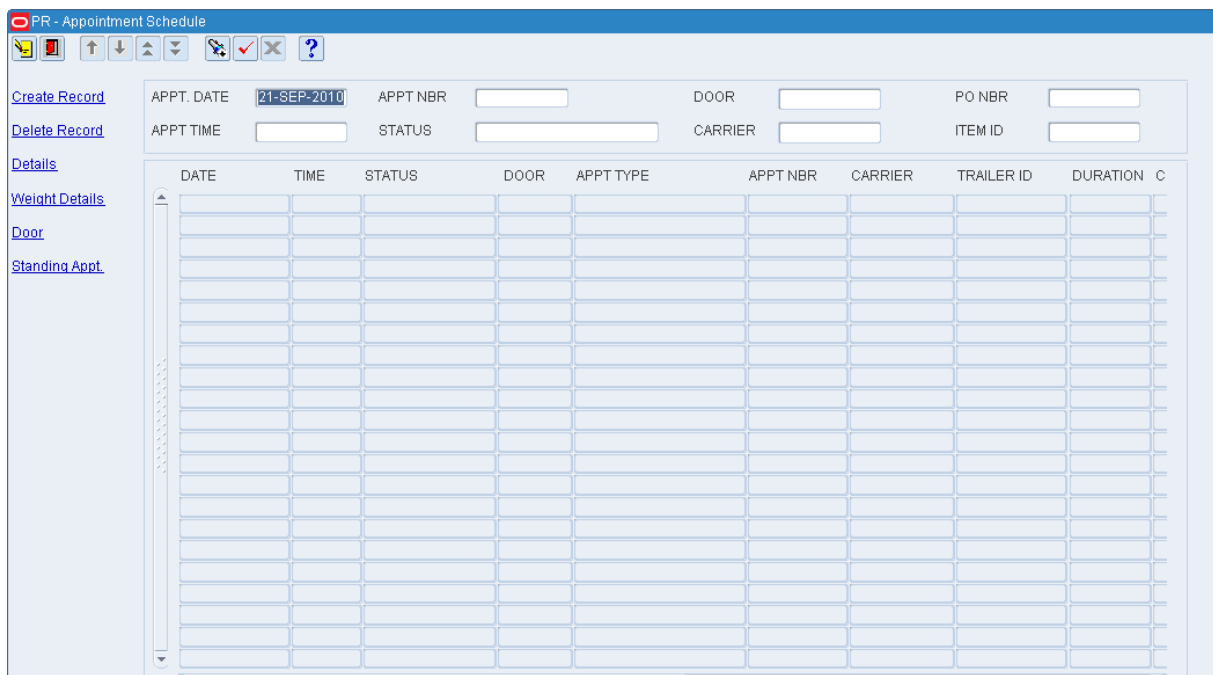 PR - Appointment Schedule
Create Record
Delete Record
Details
Weight Details
Door
Standing Appt.
APPT. DATE 21-SEP-2010 APPT NBR DOOR PO NBR
APPT TIME STATUS CARRIER ITEM ID
DATE TIME STATUS DOOR APPT TYPE APPT NBR CARRIER TRAILER ID DURATION C